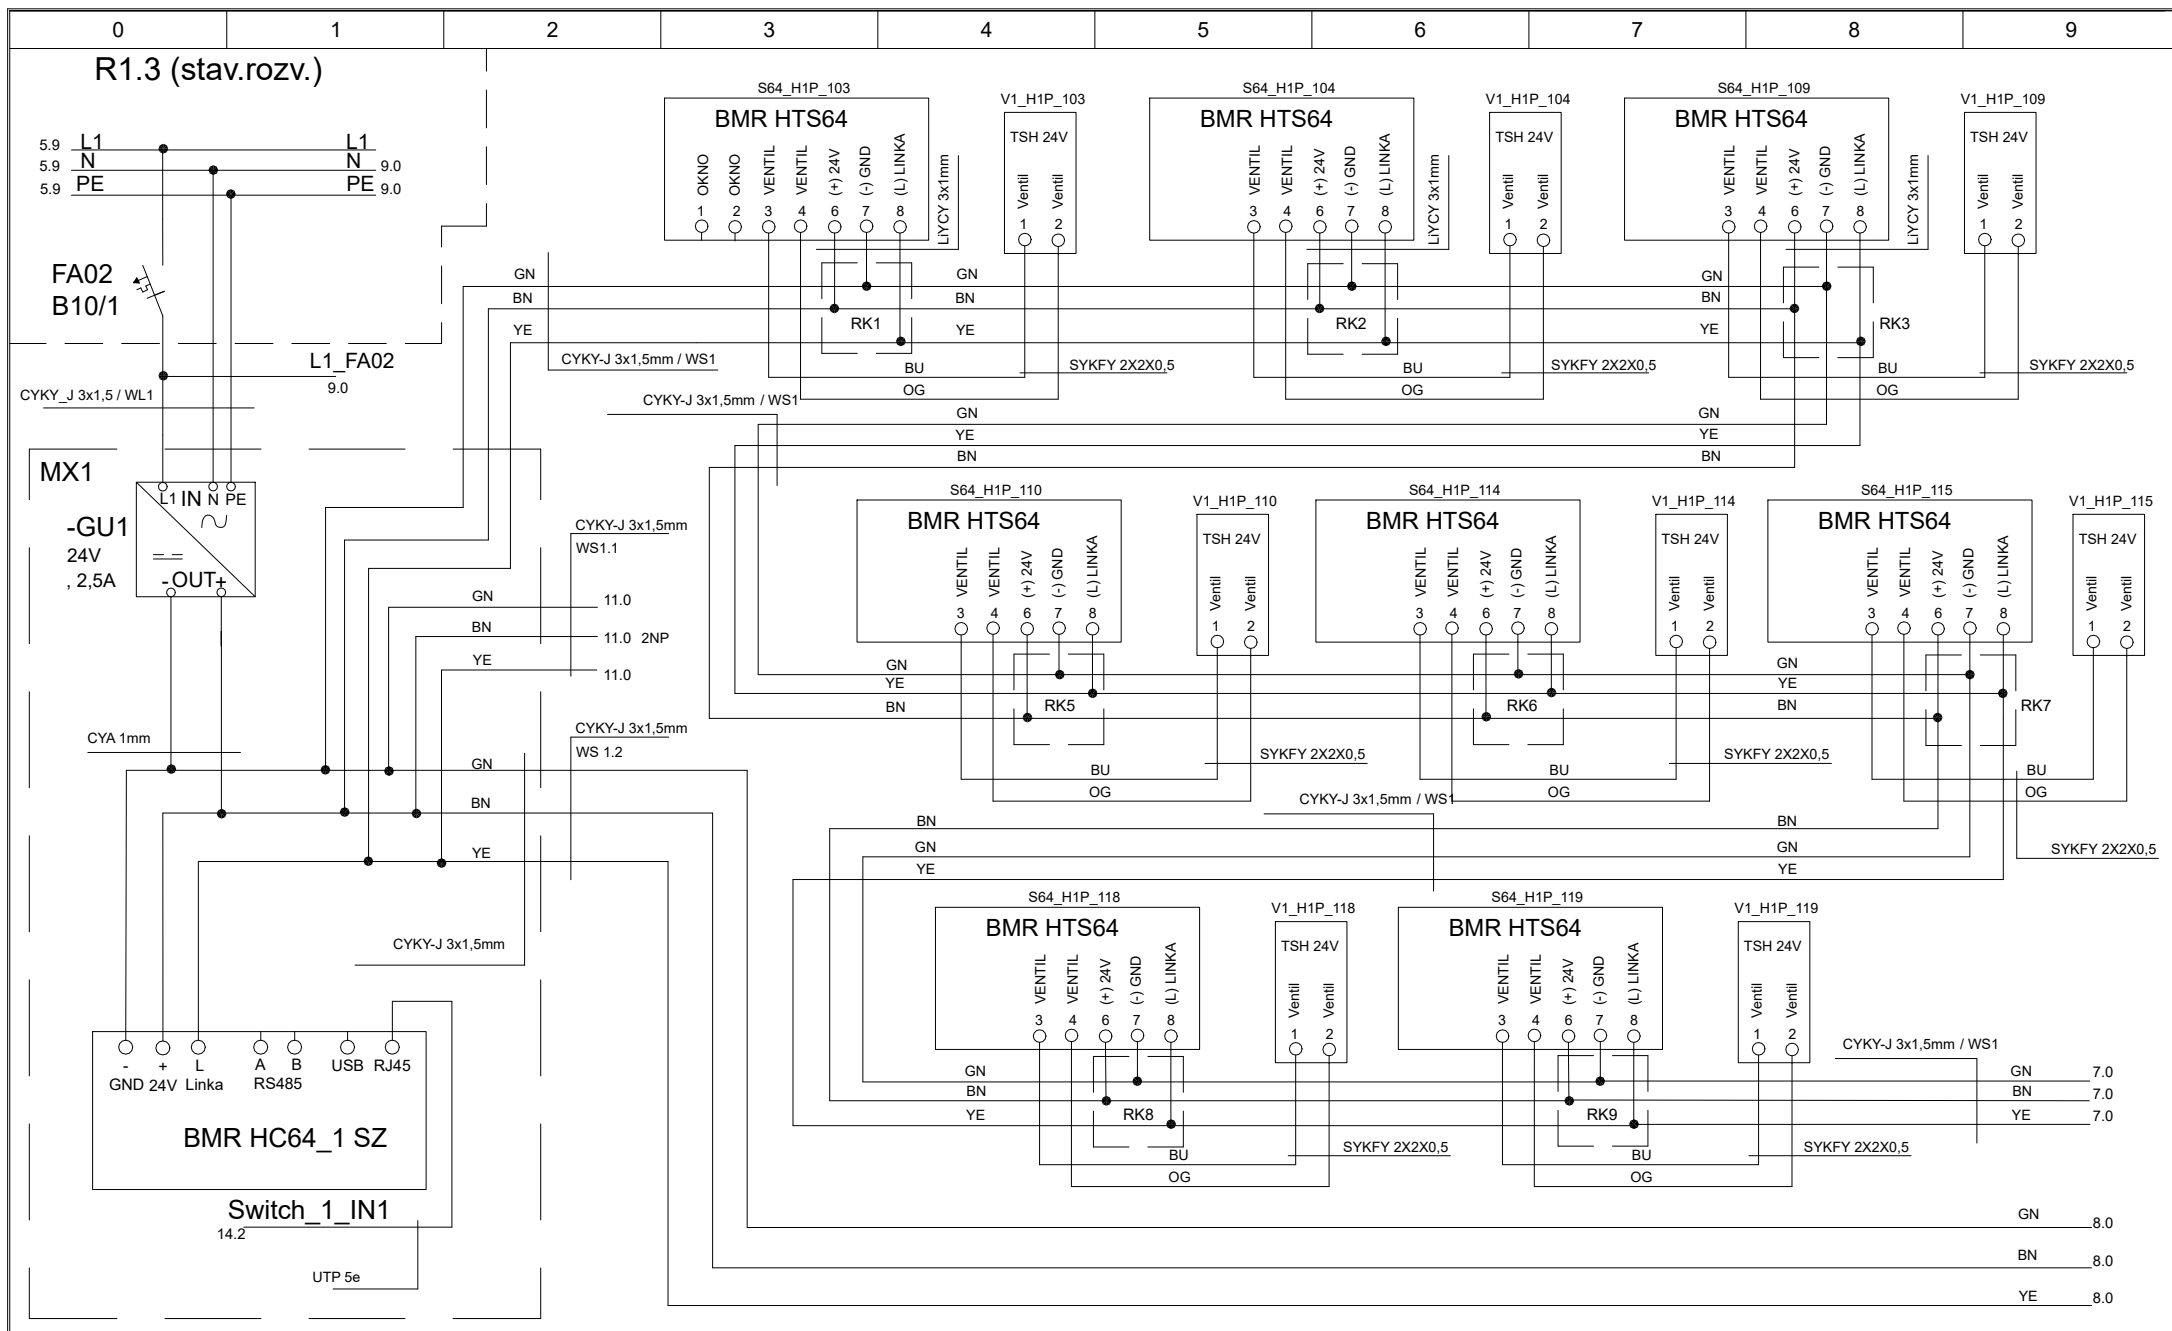 0 1 2 3 4 5 6 7 8 9
R1.3 (stav.rozv.)
5.9 L1 L1
5.9 N N 9.0
5.9 PE PE 9.0
FA02
B10/1
L1_FA02
9.0
CYKY_J 3x1,5 / WL1
MX1
L1 IN N PE
-GU1
24V
, 2,5A
- OUT+
CYA 1mm
GN
BN
YE
CYKY-J 3x1,5mm / WS1
CYKY-J 3x1,5mm
WS1.1
GN 11.0
BN 11.0 2NP
YE 11.0
CYKY-J 3x1,5mm
WS 1.2
GN
BN
YE
CYKY-J 3x1,5mm
- + L A B USB RJ45
GND 24V Linka RS485
BMR HC64_1 SZ
Switch_1_IN1
14.2
UTP 5e
S64_H1P_103
BMR HTS64
OKNO OKNO VENTIL VENTIL (+) 24V (-) GND (L) LINKA
1 2 3 4 6 7 8
LiYCY 3x1mm
V1_H1P_103
TSH 24V
Ventil Ventil
1 2
RK1
S64_H1P_104
BMR HTS64
VENTIL VENTIL (+) 24V (-) GND (L) LINKA
3 4 6 7 8
LiYCY 3x1mm
V1_H1P_104
TSH 24V
Ventil Ventil
1 2
RK2
S64_H1P_109
BMR HTS64
VENTIL VENTIL (+) 24V (-) GND (L) LINKA
3 4 6 7 8
LiYCY 3x1mm
V1_H1P_109
TSH 24V
Ventil Ventil
1 2
RK3
GN GN
BN BN
YE YE
BU SYKFY 2X2X0,5 BU SYKFY 2X2X0,5 BU SYKFY 2X2X0,5
OG OG OG
CYKY-J 3x1,5mm / WS1
GN GN
YE YE
BN BN
S64_H1P_110
BMR HTS64
VENTIL VENTIL (+) 24V (-) GND (L) LINKA
3 4 6 7 8
V1_H1P_110
TSH 24V
Ventil Ventil
1 2
RK5
S64_H1P_114
BMR HTS64
VENTIL VENTIL (+) 24V (-) GND (L) LINKA
3 4 6 7 8
V1_H1P_114
TSH 24V
Ventil Ventil
1 2
RK6
S64_H1P_115
BMR HTS64
VENTIL VENTIL (+) 24V (-) GND (L) LINKA
3 4 6 7 8
V1_H1P_115
TSH 24V
Ventil Ventil
1 2
RK7
GN GN
YE YE
BN BN
SYKFY 2X2X0,5 SYKFY 2X2X0,5
BU BU BU
OG OG OG
CYKY-J 3x1,5mm / WS1
BN BN
GN GN
YE YE
SYKFY 2X2X0,5
S64_H1P_118
BMR HTS64
VENTIL VENTIL (+) 24V (-) GND (L) LINKA
3 4 6 7 8
V1_H1P_118
TSH 24V
Ventil Ventil
1 2
RK8
S64_H1P_119
BMR HTS64
VENTIL VENTIL (+) 24V (-) GND (L) LINKA
3 4 6 7 8
V1_H1P_119
TSH 24V
Ventil Ventil
1 2
RK9
CYKY-J 3x1,5mm / WS1
GN GN 7.0
BN BN 7.0
YE YE 7.0
SYKFY 2X2X0,5 SYKFY 2X2X0,5
BU BU
OG OG
GN 8.0
BN 8.0
YE 8.0